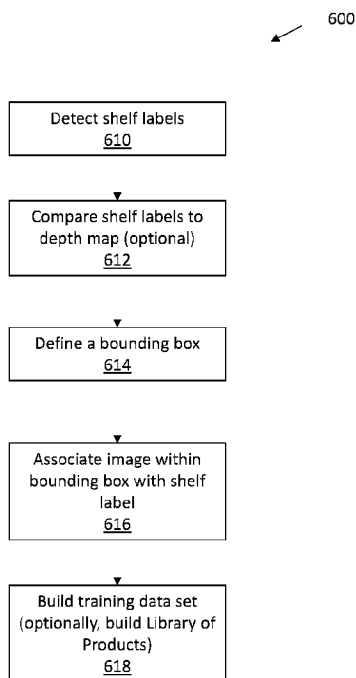 600
Detect shelf labels
610
Compare shelf labels to
depth map (optional)
612
Define a bounding box
614
Associate image within
bounding box with shelf
label
616
Build training data set
(optionally, build Library of
Products)
618